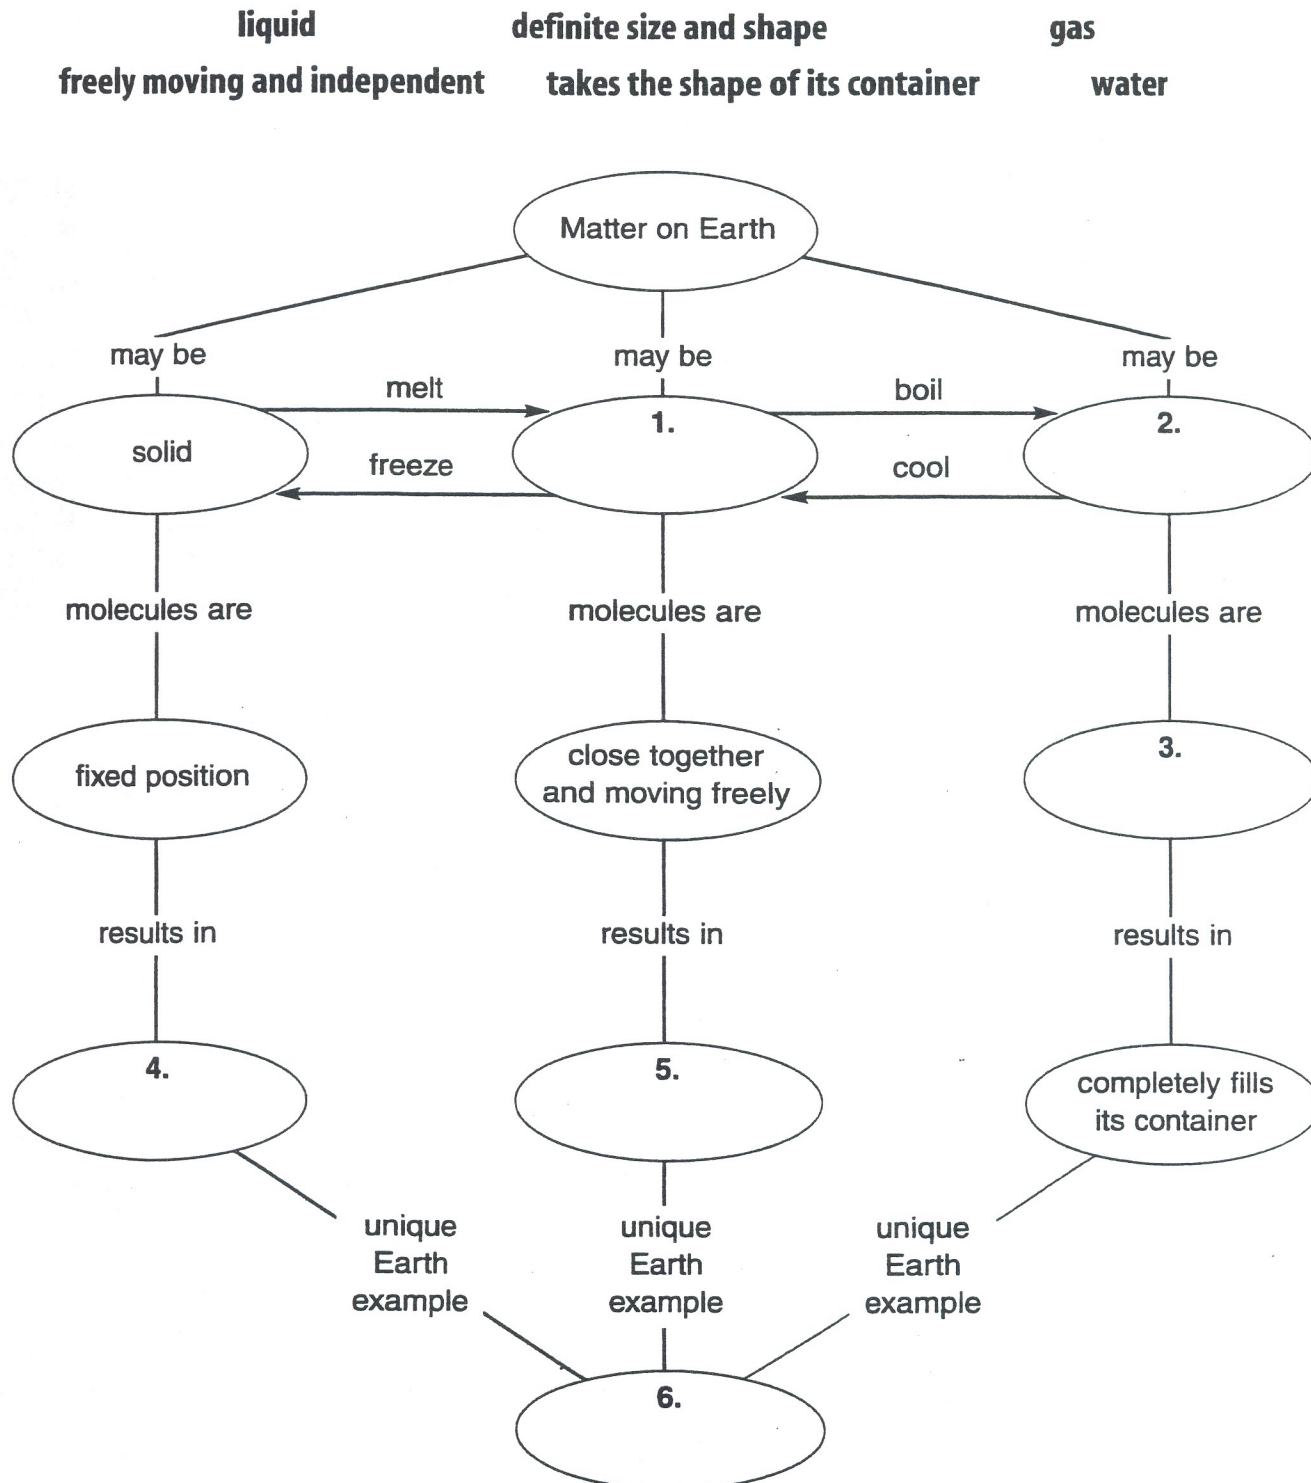 liquid definite size and shape gas
freely moving and independent takes the shape of its container water
Matter on Earth
may be may be may be
melt boil
solid 1. 2.
freeze cool
molecules are molecules are molecules are
fixed position close together 3.
and moving freely
results in results in results in
4. 5. completely fills
its container
unique unique unique
Earth Earth Earth
example example example
6.